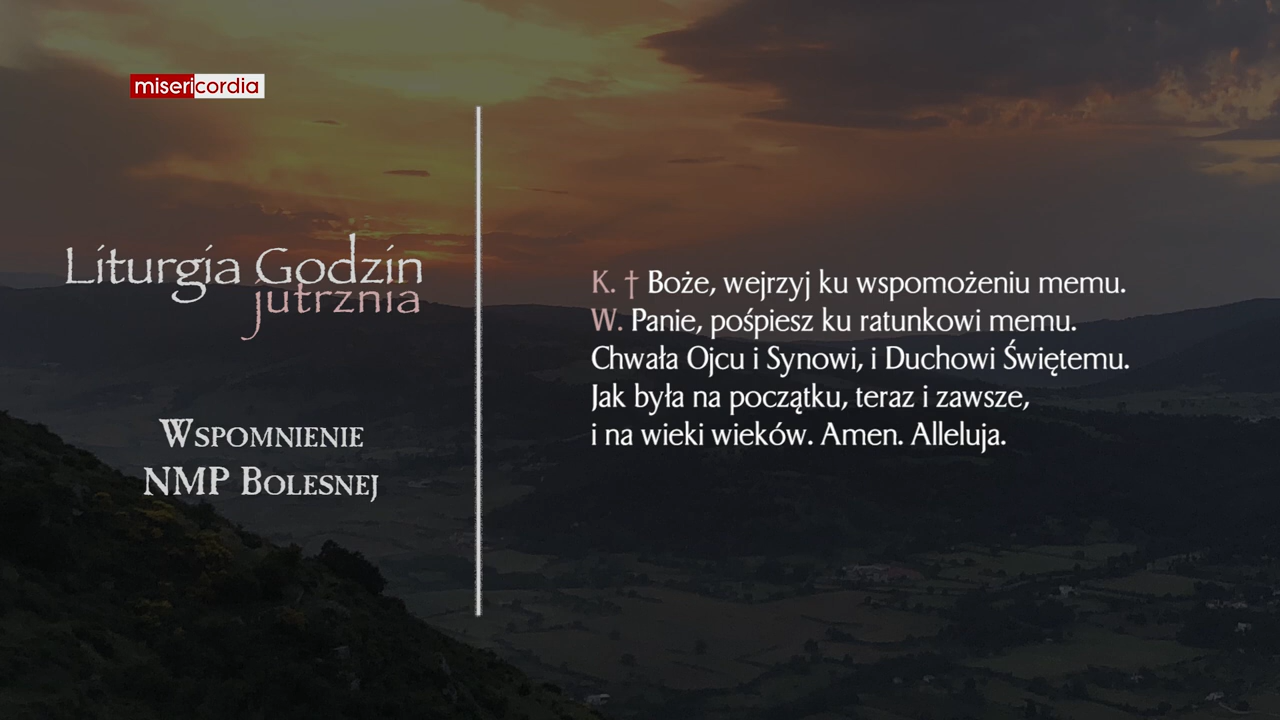 misericordia
Liturgia Godzin
jutrznia
Wspomnienie
NMP Bolesnej
K. † Boże, wejrzyj ku wspomożeniu memu.
W. Panie, pośpiesz ku ratunkowi memu.
Chwała Ojcu i Synowi, i Duchowi Świętemu.
Jak była na początku, teraz i zawsze,
i na wieki wieków. Amen. Alleluja.